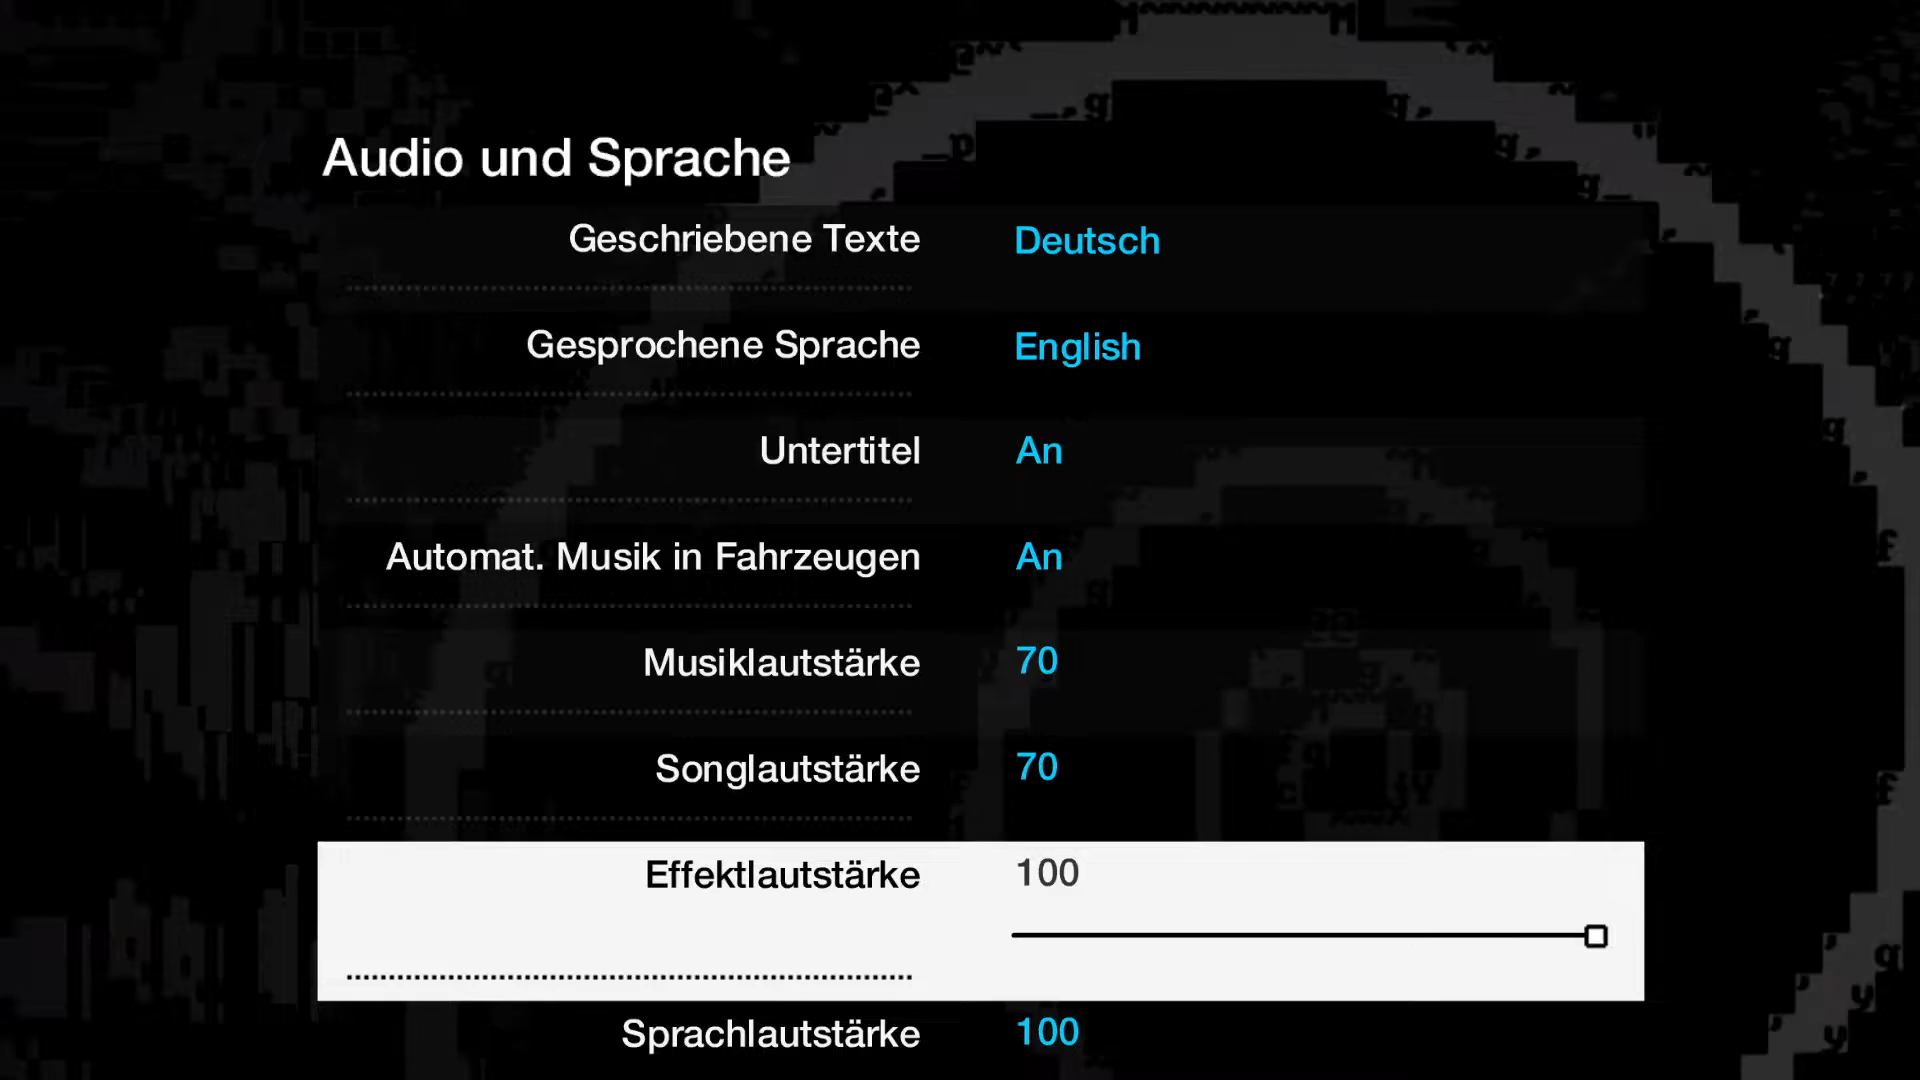 Audio und Sprache
Geschriebene Texte Deutsch
Gesprochene Sprache English
Untertitel An
Automat. Musik in Fahrzeugen An
Musiklautstärke 70
Songlautstärke 70
Effektlautstärke 100
Sprachlautstärke 100